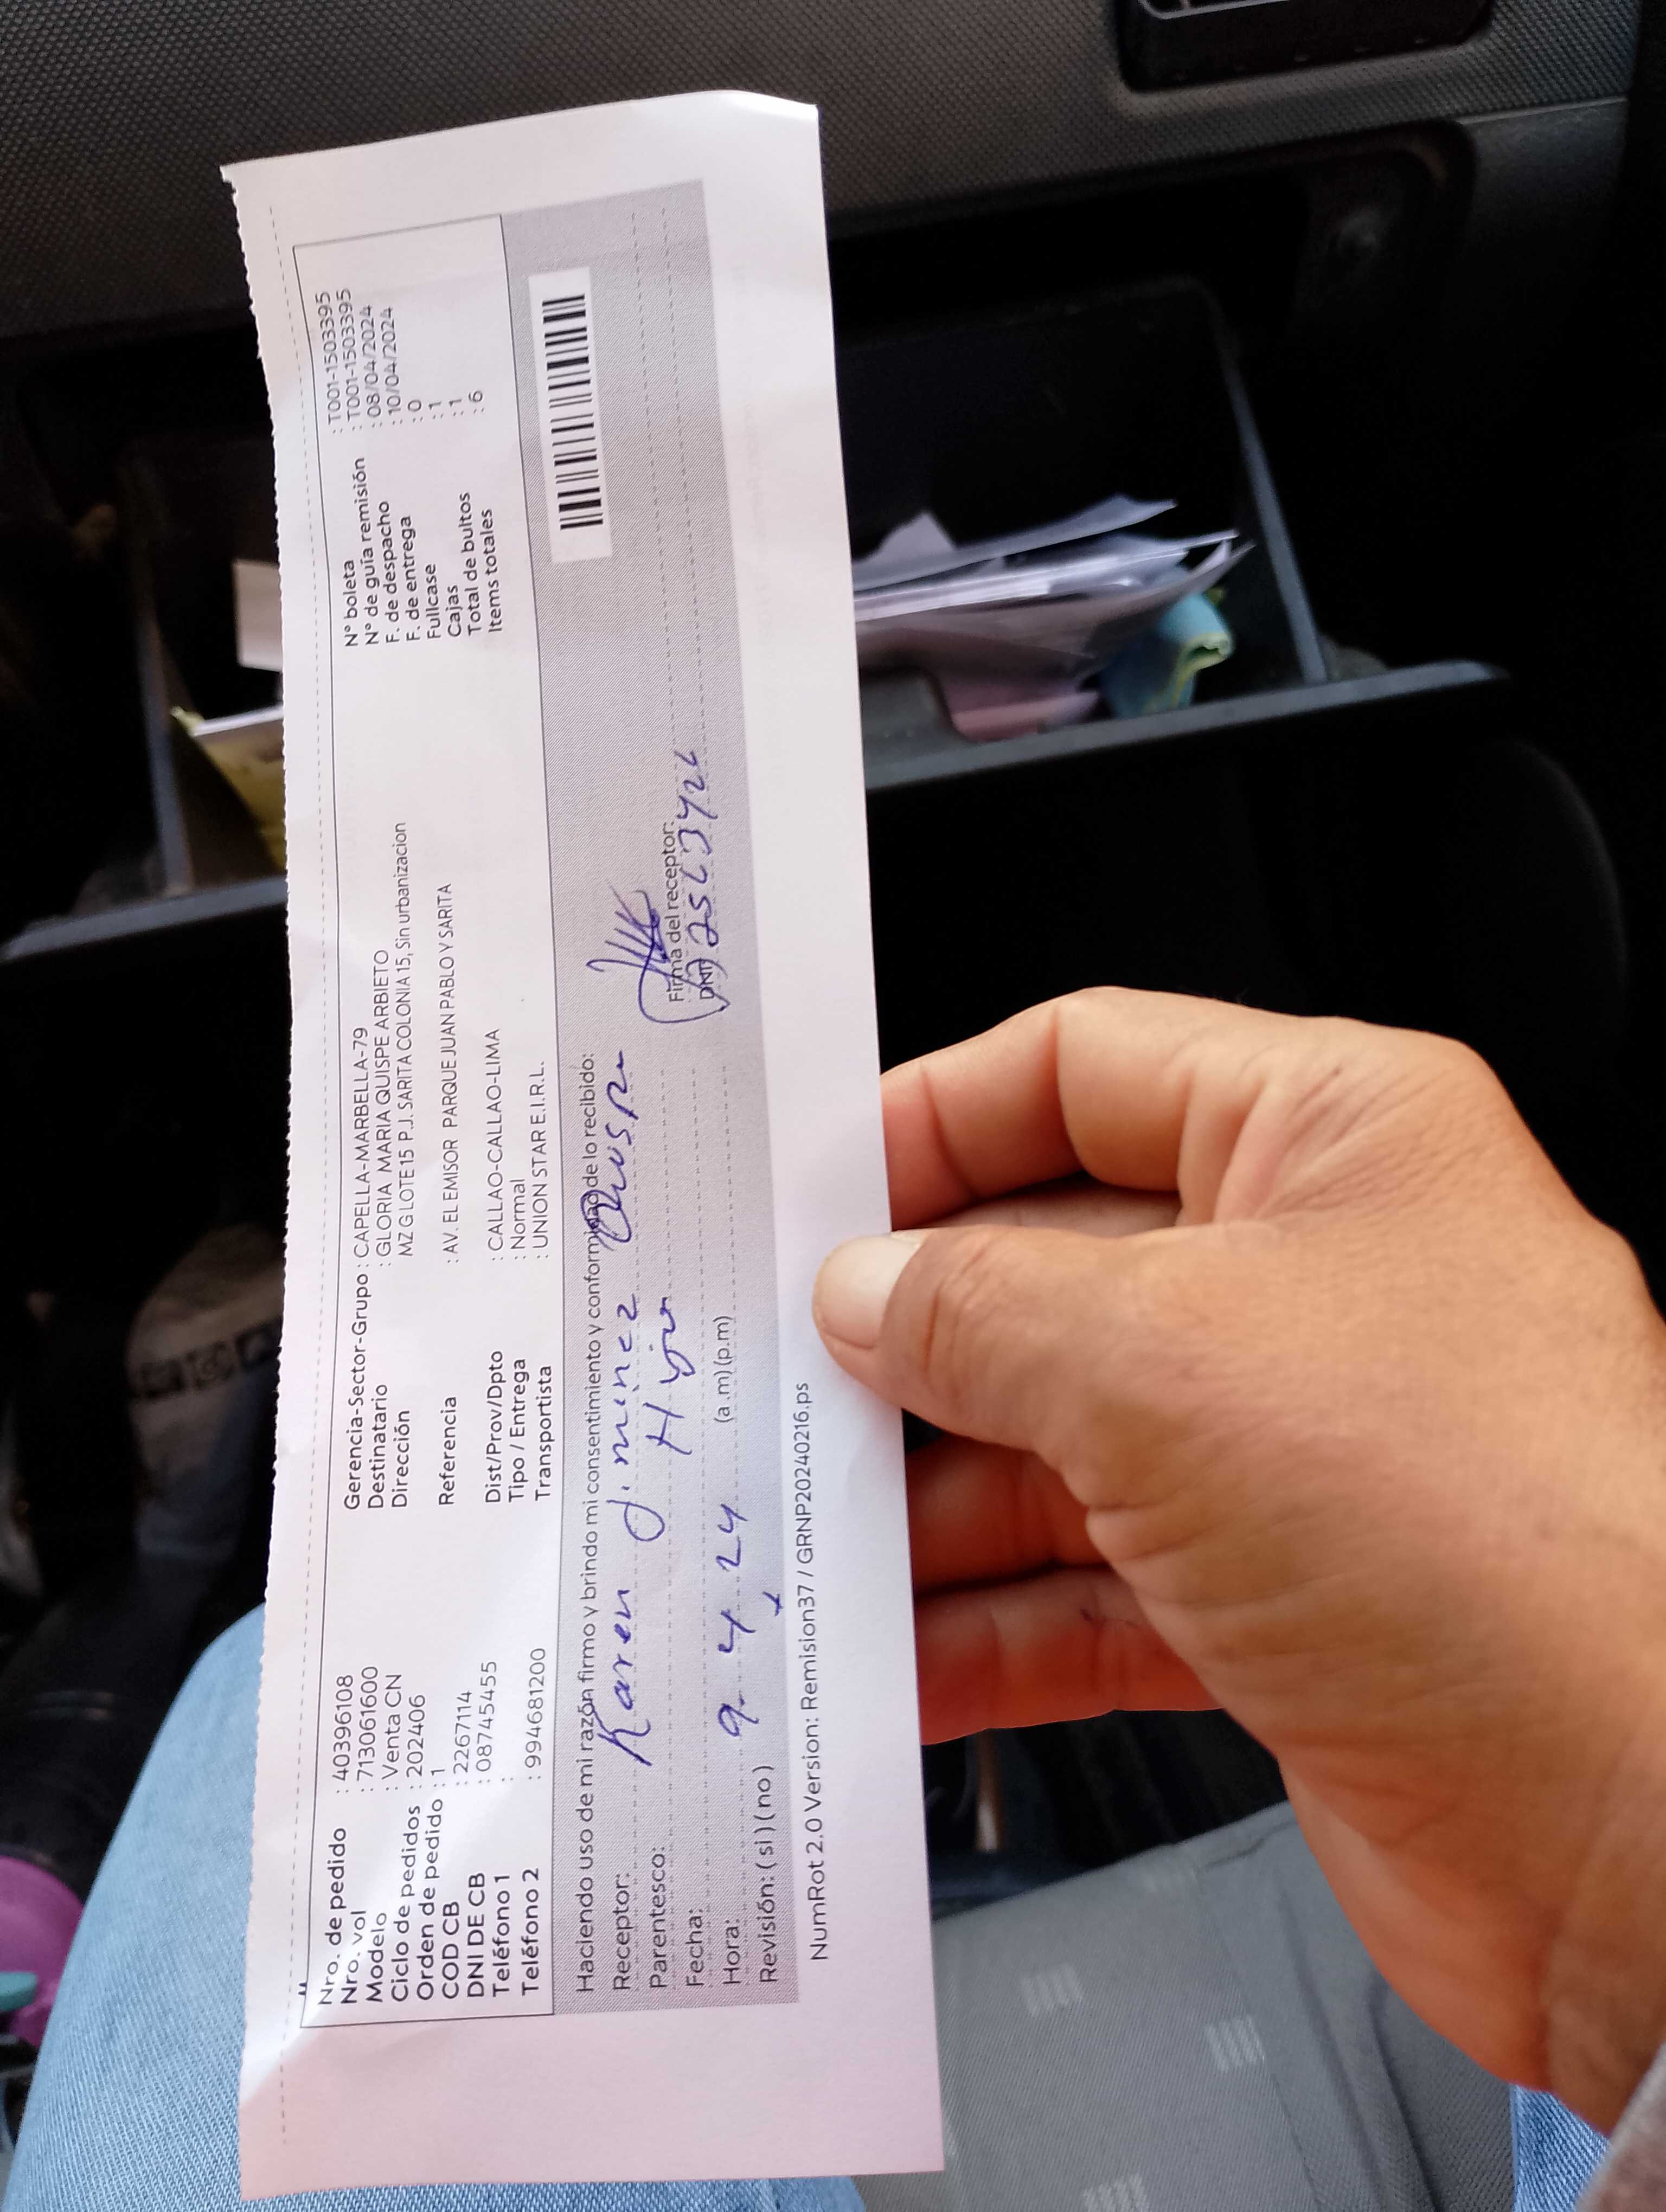 Nro. de pedido : 40396108
Nro. vol : 713061600
Modelo : Venta CN
Ciclo de pedidos : 202406
Orden de pedido : 1
COD CB : 2267114
DNI DE CB : 08745455
Teléfono 1 :
Teléfono 2 : 994681200
Gerencia-Sector-Grupo : CAPELLA-MARBELLA-79
Destinatario : GLORIA MARIA QUISPE ARBIETO
Dirección MZ G LOTE 15 P.J. SARITA COLONIA 15, Sin urbanizacion
Referencia : AV. EL EMISOR PARQUE JUAN PABLO Y SARITA
Dist/Prov/Dpto : CALLAO-CALLAO-LIMA
Tipo / Entrega : Normal
Transportista : UNION STAR E.I.R.L.
N° boleta : T001-1503395
N° de guía remisión : T001-1503395
F. de despacho : 08/04/2024
F. de entrega : 10/04/2024
Fullcase : 0
Cajas : 1
Total de bultos : 1
Items totales : 6
Haciendo uso de mi razón firmo y brindo mi consentimiento y conformidad de lo recibido:
Receptor: Karen Jiminez
Parentesco:
Fecha: 9 4 24
Hora: (a.m)(p.m)
Revisión: (si) (no)
Firma del receptor:
DNI
NumRot 2.0 Version: Remision37 / GRNP20240216.ps